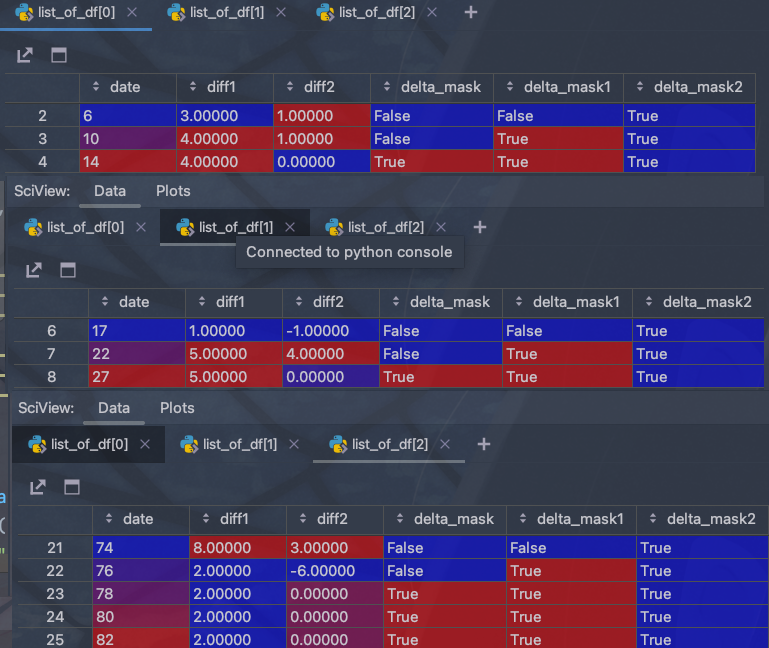 list_of_df[0] × list_of_df[1] × list_of_df[2] × +
date diff1 diff2 delta_mask delta_mask1 delta_mask2
2 6 3.00000 1.00000 False False True
3 10 4.00000 1.00000 False True True
4 14 4.00000 0.00000 True True True
SciView: Data Plots
list_of_df[0] × list_of_df[1] × list_of_df[2] × +
Connected to python console
date diff1 diff2 delta_mask delta_mask1 delta_mask2
6 17 1.00000 -1.00000 False False True
7 22 5.00000 4.00000 False True True
8 27 5.00000 0.00000 True True True
SciView: Data Plots
list_of_df[0] × list_of_df[1] × list_of_df[2] × +
date diff1 diff2 delta_mask delta_mask1 delta_mask2
21 74 8.00000 3.00000 False False True
22 76 2.00000 -6.00000 False True True
23 78 2.00000 0.00000 True True True
24 80 2.00000 0.00000 True True True
25 82 2.00000 0.00000 True True True